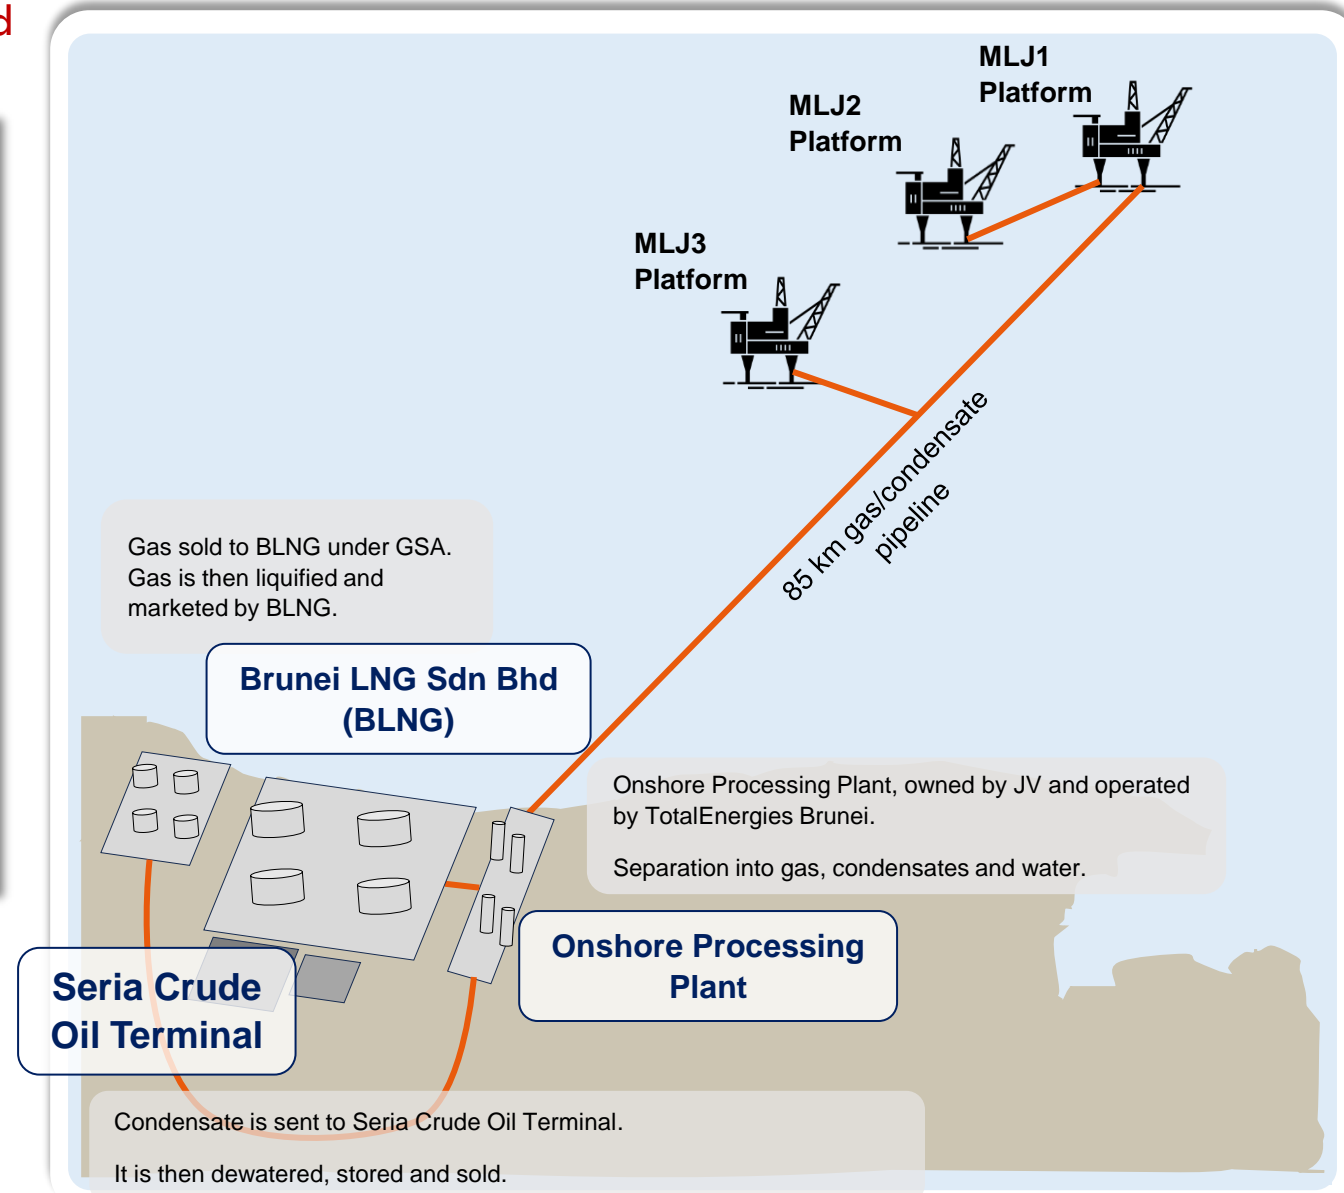 d
MLJ1
Platform
MLJ2
Platform
MLJ3
Platform
85 km gas/condensate
pipeline
Gas sold to BLNG under GSA.
Gas is then liquified and
marketed by BLNG.
Brunei LNG Sdn Bhd
(BLNG)
Onshore Processing Plant, owned by JV and operated
by TotalEnergies Brunei.
Separation into gas, condensates and water.
Onshore Processing
Plant
Seria Crude
Oil Terminal
Condensate is sent to Seria Crude Oil Terminal.
It is then dewatered, stored and sold.